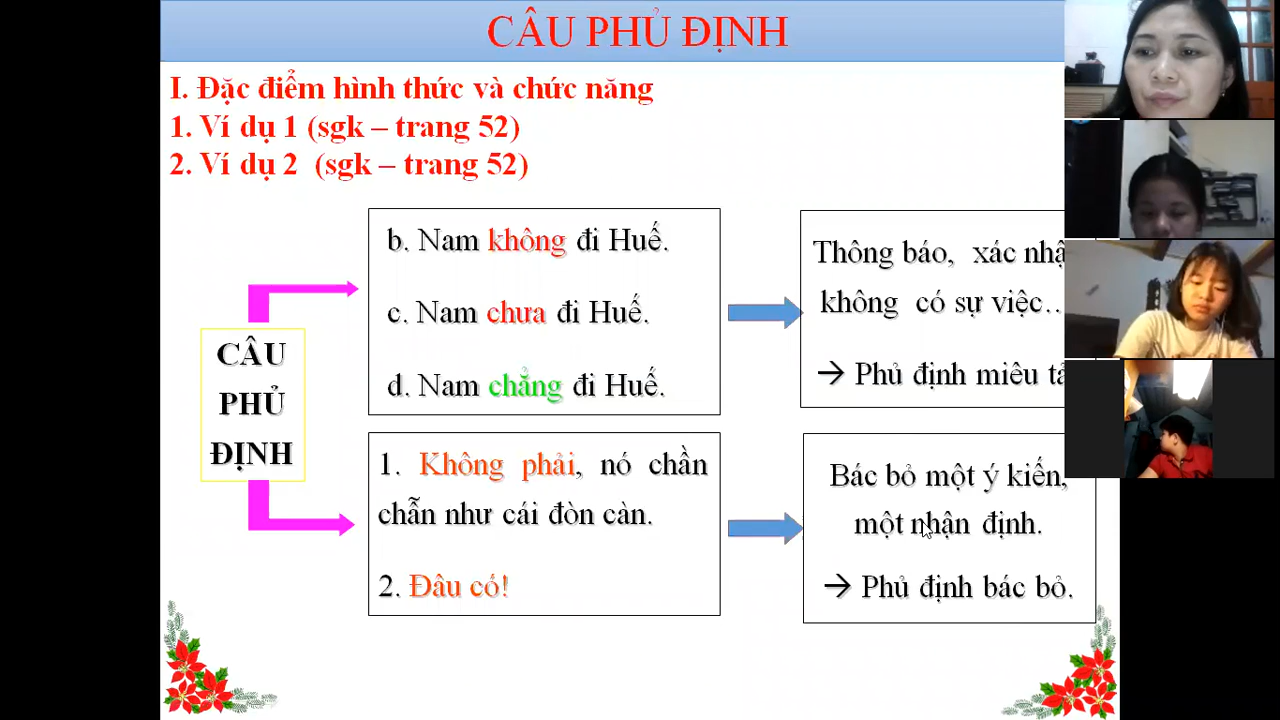 CÂU PHỦ ĐỊNH
I. Đặc điểm hình thức và chức năng
1. Ví dụ 1 (sgk – trang 52)
2. Ví dụ 2 (sgk – trang 52)
CÂU
PHỦ
ĐỊNH
b. Nam không đi Huế.
c. Nam chưa đi Huế.
d. Nam chẳng đi Huế.
Thông báo, xác
không có sự việc…
→ Phủ định miêu tả
1. Không phải, nó chần
chẫn như cái đòn càn.
2. Đâu có!
Bác bỏ một ý kiến,
một nhận định.
→ Phủ định bác bỏ.